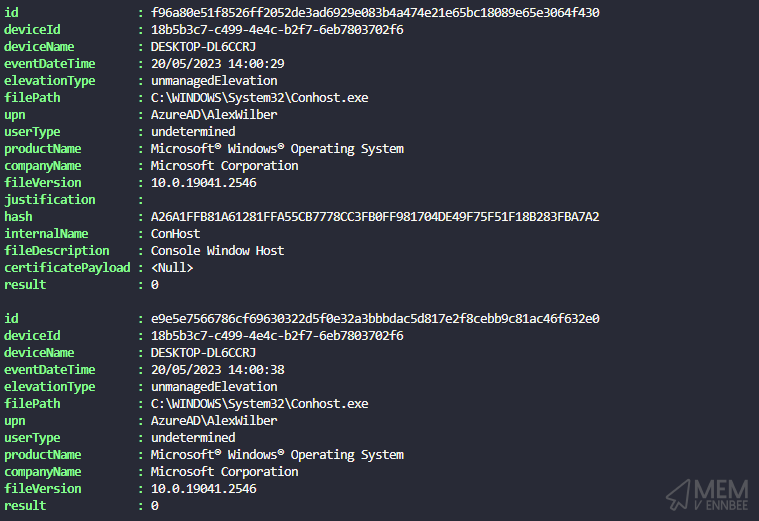 id : f96a80e51f8526ff2052de3ad6929e083b4a474e21e65bc18089e65e3064f430
deviceId : 18b5b3c7-c499-4e4c-b2f7-6eb7803702f6
deviceName : DESKTOP-DL6CCRJ
eventDateTime : 20/05/2023 14:00:29
elevationType : unmanagedElevation
filePath : C:\WINDOWS\System32\Conhost.exe
upn : AzureAD\AlexWilber
userType : undetermined
productName : Microsoft® Windows® Operating System
companyName : Microsoft Corporation
fileVersion : 10.0.19041.2546
justification :
hash : A26A1FFB81A61281FFA55CB7778CC3FB0FF981704DE49F75F51F18B283FBA7A2
internalName : ConHost
fileDescription : Console Window Host
certificatePayload : <Null>
result : 0
id : e9e5e7566786cf69630322d5f0e32a3bbbdac5d817e2f8cebb9c81ac46f632e0
deviceId : 18b5b3c7-c499-4e4c-b2f7-6eb7803702f6
deviceName : DESKTOP-DL6CCRJ
eventDateTime : 20/05/2023 14:00:38
elevationType : unmanagedElevation
filePath : C:\WINDOWS\System32\Conhost.exe
upn : AzureAD\AlexWilber
userType : undetermined
productName : Microsoft® Windows® Operating System
companyName : Microsoft Corporation
fileVersion : 10.0.19041.2546
result : 0
MEM
V ENNBEE